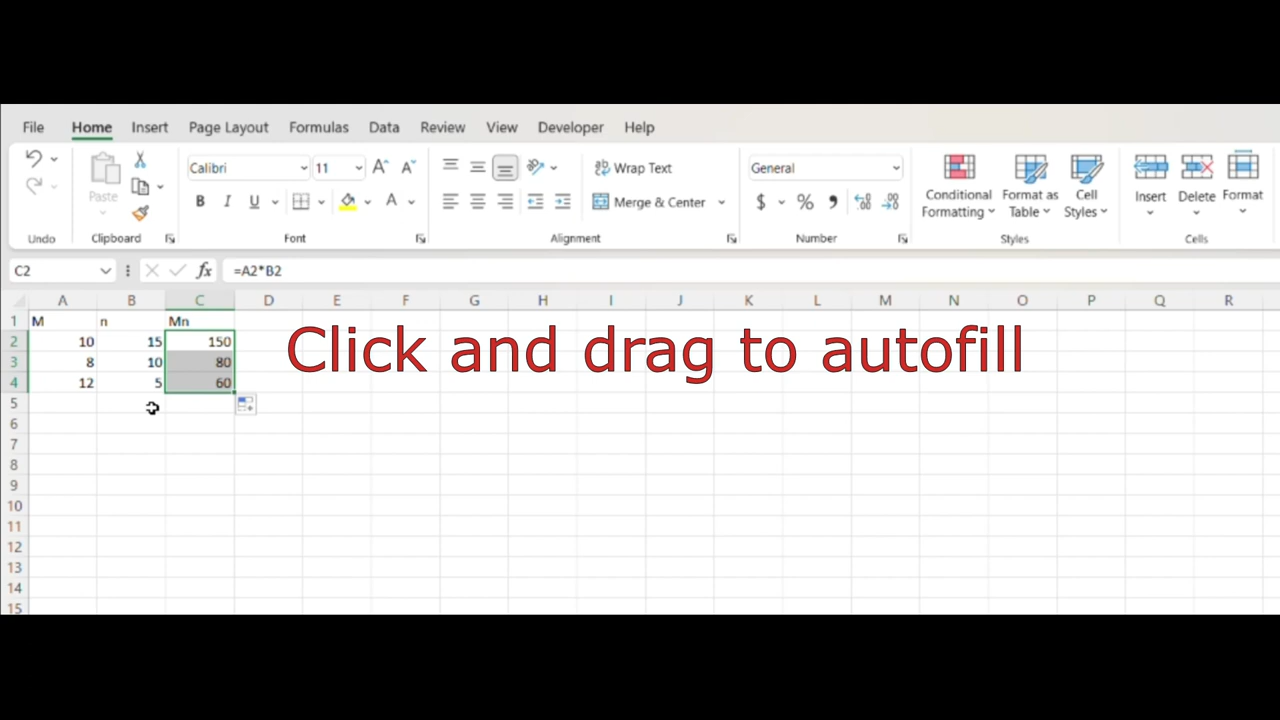 File Home Insert Page Layout Formulas Data Review View Developer Help
Calibri 11 A A Wrap Text General
Paste B I U A Merge & Center $ % Conditional Formatting Format as Table Cell Styles Insert Delete Format
Undo Clipboard Font Alignment Number Styles Cells
C2 fx =A2*B2
A B C D E F G H I J K L M N O P Q R
1 M n Mn
2 10 15 150
3 8 10 80
4 12 5 60
Click and drag to autofill
5
6
7
8
9
10
11
12
13
14
15